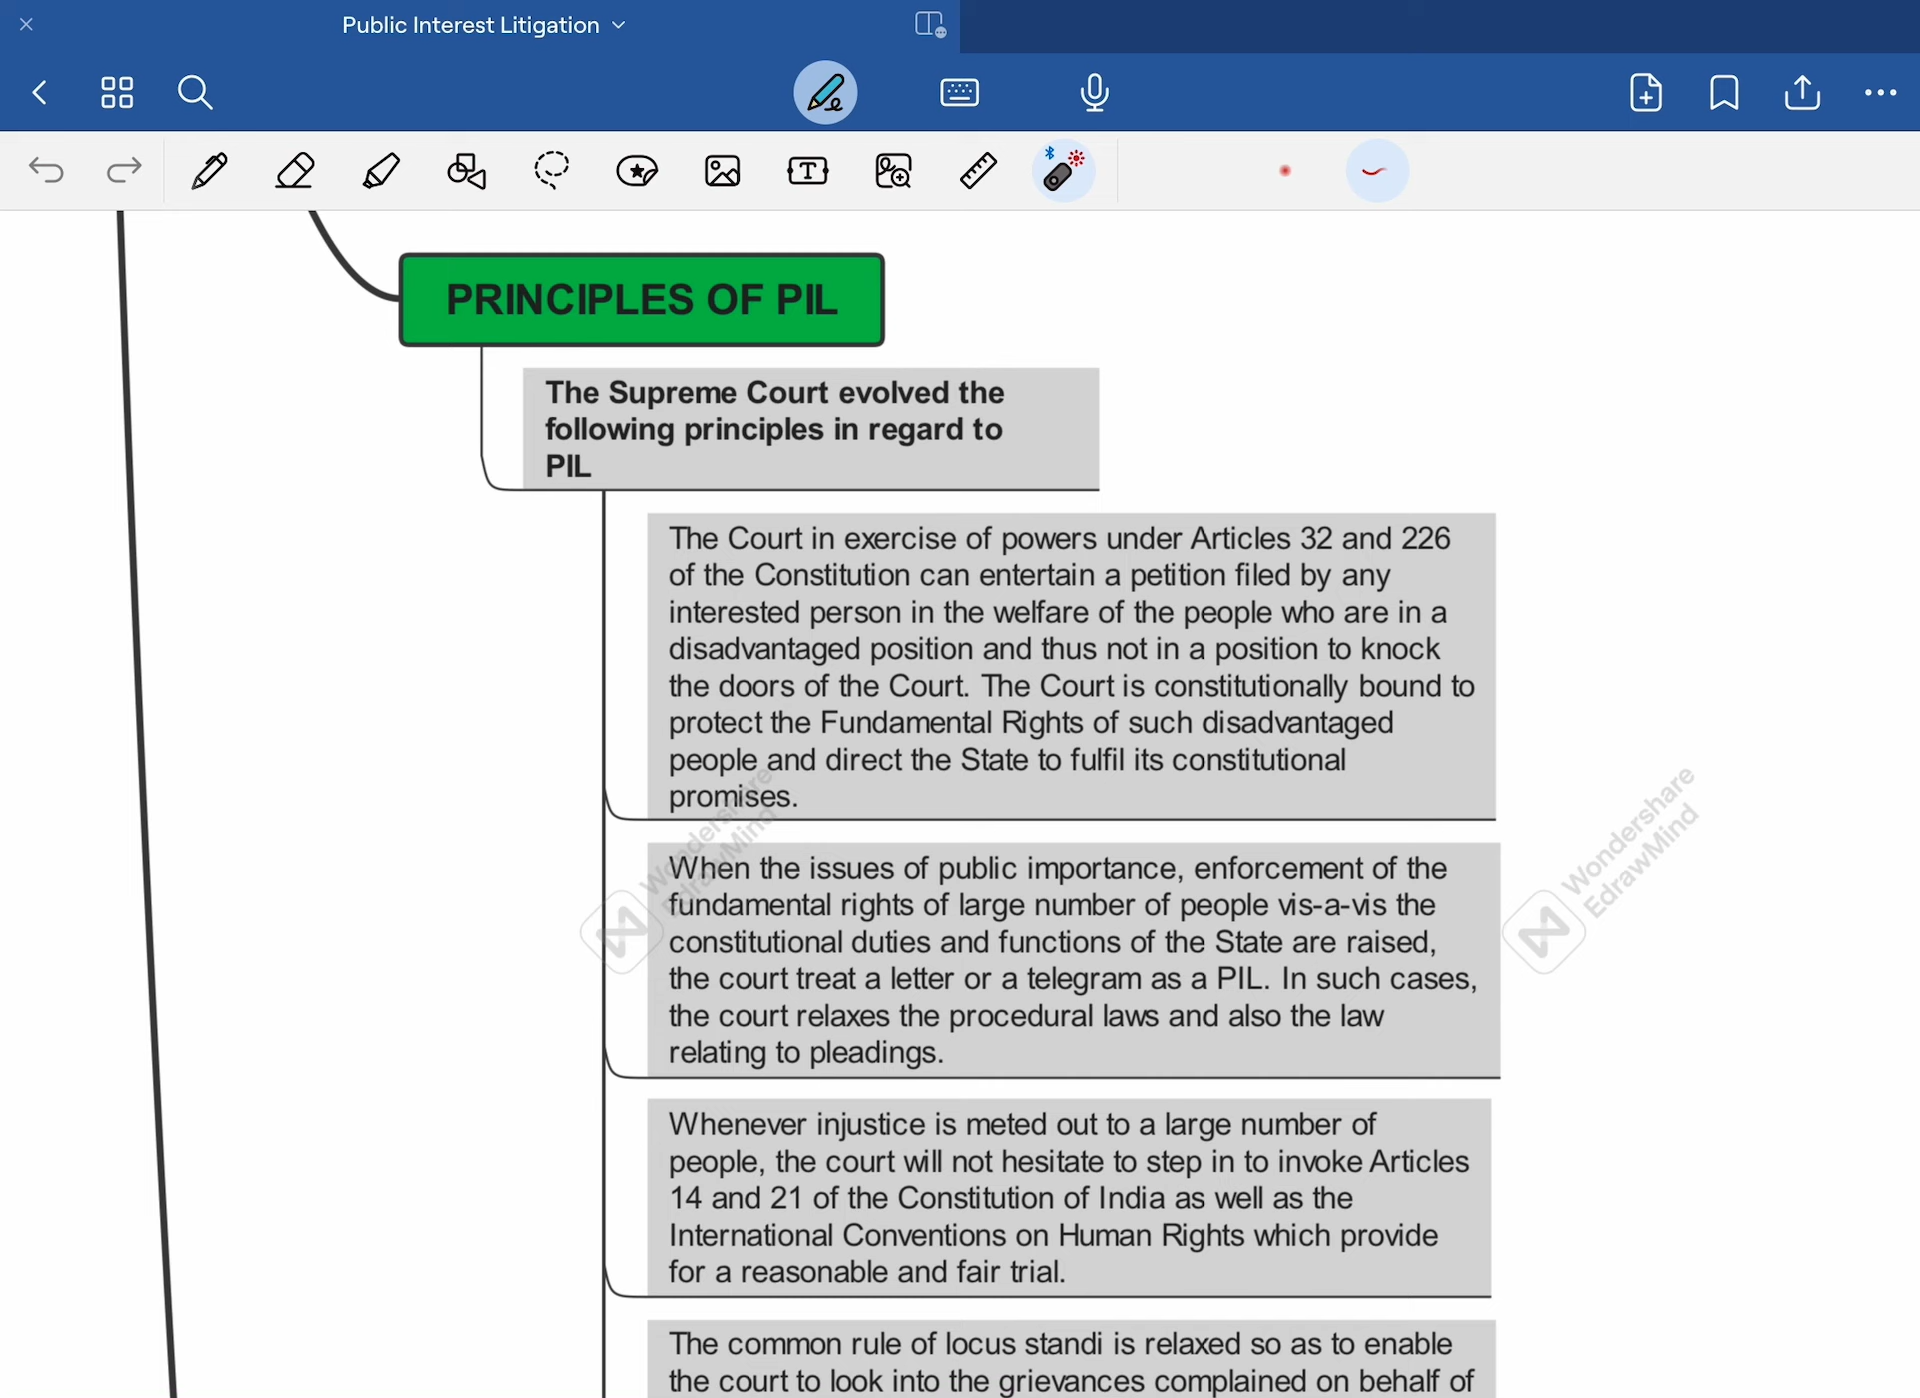 Public Interest Litigation
PRINCIPLES OF PIL
The Supreme Court evolved the
following principles in regard to
PIL
The Court in exercise of powers under Articles 32 and 226
of the Constitution can entertain a petition filed by any
interested person in the welfare of the people who are in a
disadvantaged position and thus not in a position to knock
the doors of the Court. The Court is constitutionally bound to
protect the Fundamental Rights of such disadvantaged
people and direct the State to fulfil its constitutional
promises.
When the issues of public importance, enforcement of the
fundamental rights of large number of people vis-a-vis the
constitutional duties and functions of the State are raised,
the court treat a letter or a telegram as a PIL. In such cases,
the court relaxes the procedural laws and also the law
relating to pleadings.
Whenever injustice is meted out to a large number of
people, the court will not hesitate to step in to invoke Articles
14 and 21 of the Constitution of India as well as the
International Conventions on Human Rights which provide
for a reasonable and fair trial.
The common rule of locus standi is relaxed so as to enable
the court to look into the grievances complained on behalf of
Wondershare
EdrawMind
Wondershare
EdrawMind